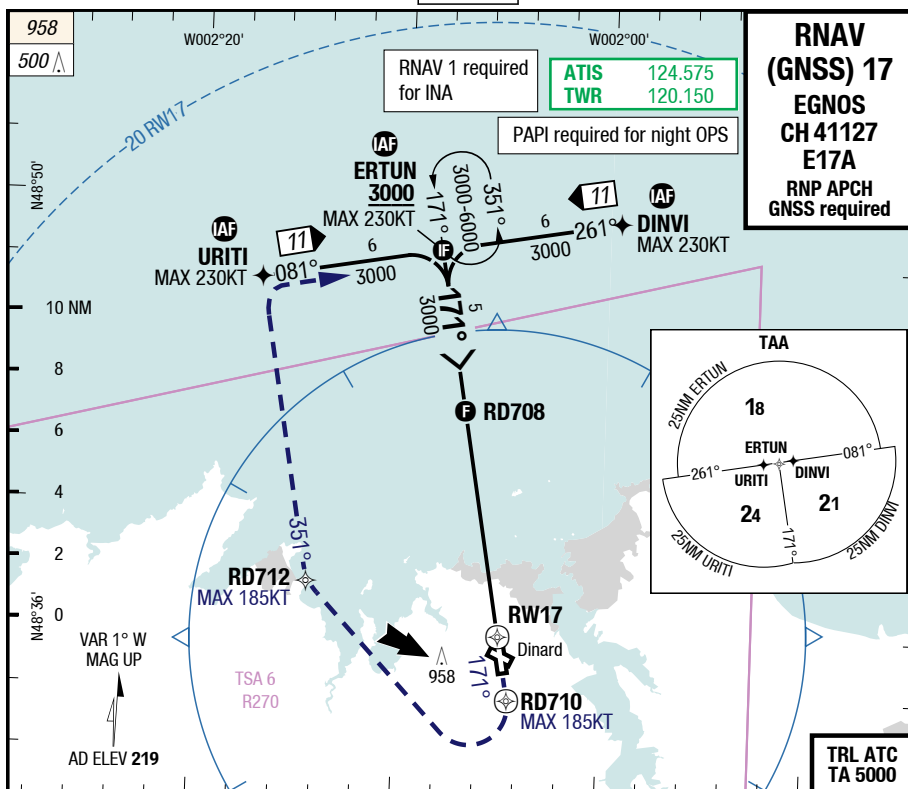 958
500
W002°20'
W002°00'
RNAV
(GNSS) 17
EGNOS
CH 41127
E17A
RNP APCH
GNSS required
RNAV 1 required
for INA
ATIS 124.575
TWR 120.150
PAPI required for night OPS
20 RW17
N48°50'
IAF
ERTUN
3000
MAX 230KT
171°
3000-6000
351°
IF
IAF
URITI
MAX 230KT
11
081°
6
3000
11
261°
6
3000
IAF
DINVI
MAX 230KT
171°
5
3000
10 NM
8
6
4
2
0
F RD708
TAA
25NM ERTUN
18
ERTUN
URITI
DINVI
261°
081°
24
21
171°
25NM URITI
25NM DINVI
351°
RD712
MAX 185KT
N48°36'
RW17
Dinard
958
171°
RD710
MAX 185KT
VAR 1° W
MAG UP
TSA 6
R270
AD ELEV 219
TRL ATC
TA 5000